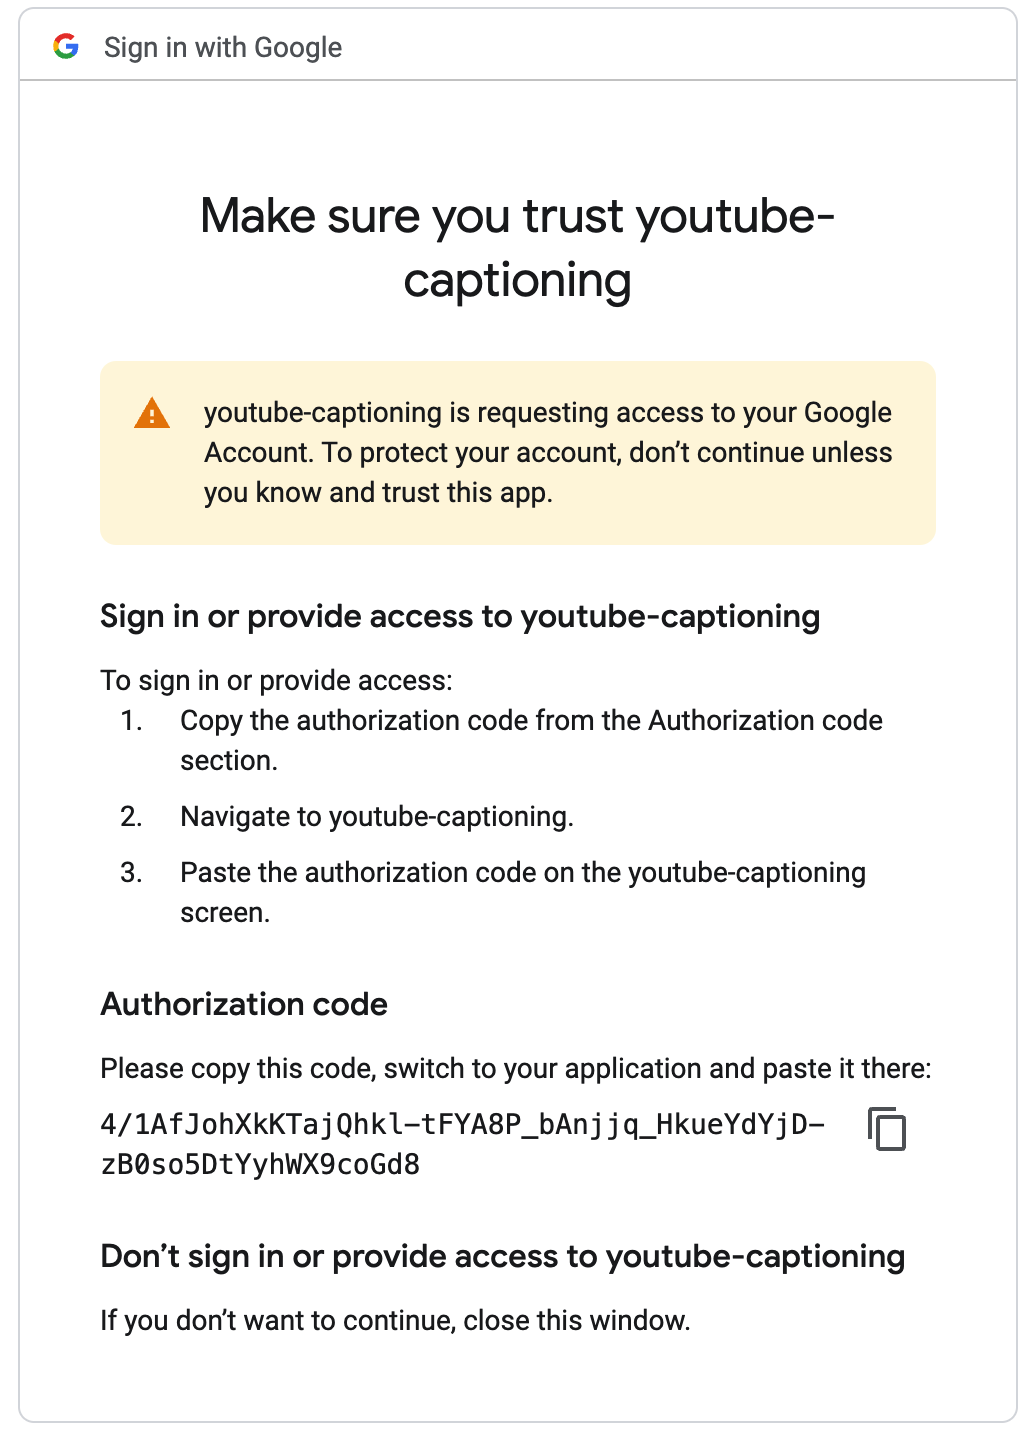 Sign in with Google
Make sure you trust youtube-
captioning
youtube-captioning is requesting access to your Google
Account. To protect your account, don’t continue unless
you know and trust this app.
Sign in or provide access to youtube-captioning
To sign in or provide access:
1. Copy the authorization code from the Authorization code
section.
2. Navigate to youtube-captioning.
3. Paste the authorization code on the youtube-captioning
screen.
Authorization code
Please copy this code, switch to your application and paste it there:
4/1AfJohXkKTajQhkl-tFYA8P_bAnjjq_HkueYdYjD-
zB0so5DtYyhWX9coGd8
Don’t sign in or provide access to youtube-captioning
If you don’t want to continue, close this window.